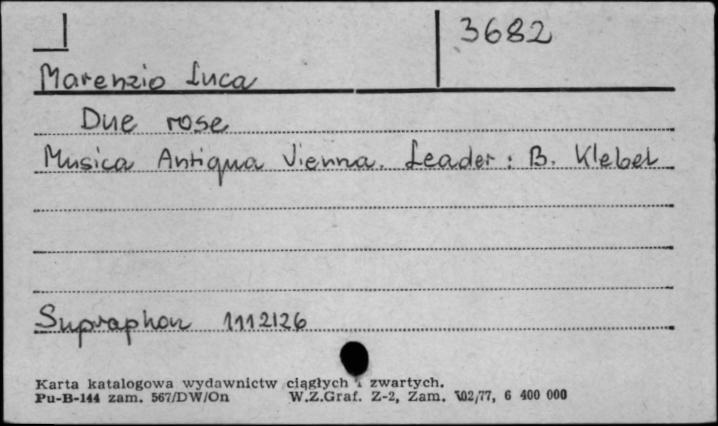 3682
Marenzio Luca
Due rose
Musica Antiqua Vienna. Leader: B. Klebel
Supraphon 1112126
Karta katalogowa wydawnictw ciągłych i zwartych.
Pu-B-144 zam. 567/DW/On W.Z.Graf. Z-2, Zam. 102/77, 6 400 000